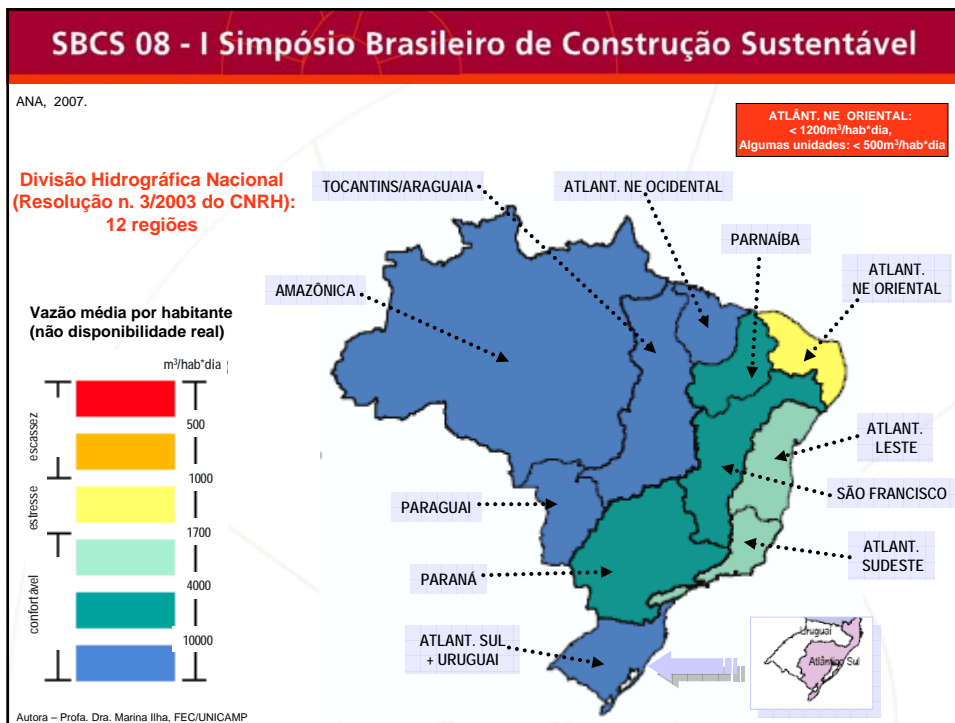 SBCS 08 - I Simpósio Brasileiro de Construção Sustentável
ANA, 2007.
ATLÂNT. NE ORIENTAL:
< 1200m³/hab*dia,
Algumas unidades: < 500m³/hab*dia
Divisão Hidrográfica Nacional
(Resolução n. 3/2003 do CNRH):
12 regiões
TOCANTINS/ARAGUAIA
ATLANT. NE OCIDENTAL
PARNAÍBA
ATLANT.
NE ORIENTAL
AMAZÔNICA
Vazão média por habitante
(não disponibilidade real)
m³/hab*dia
escassez
500
1000
estresse
1700
confortável
4000
10000
ATLANT.
LESTE
SÃO FRANCISCO
PARAGUAI
ATLANT.
SUDESTE
PARANÁ
ATLANT. SUL
+ URUGUAI
Uruguai
Atlântico Sul
Autora – Profa. Dra. Marina Ilha, FEC/UNICAMP